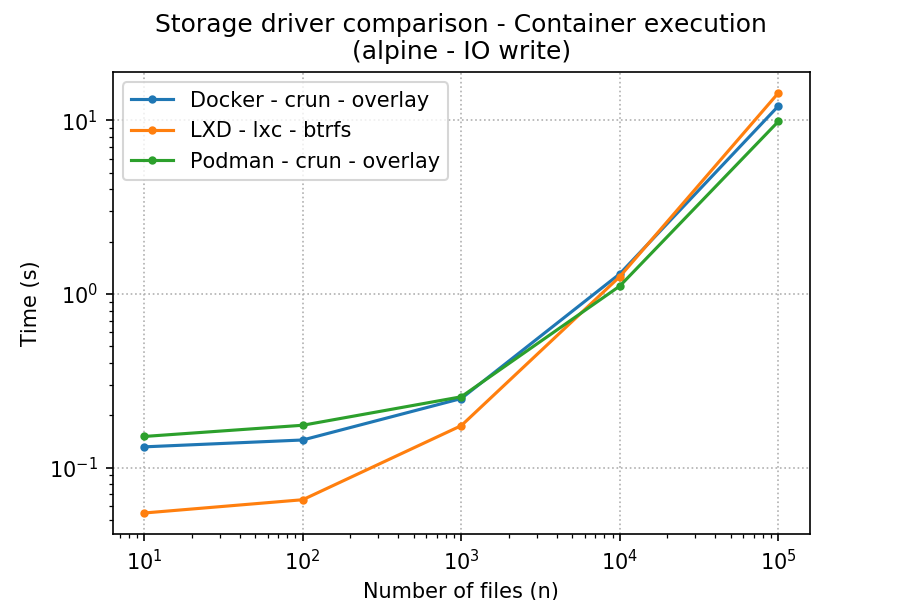 Storage driver comparison - Container execution
(alpine - IO write)
Docker - crun - overlay
LXD - lxc - btrfs
Podman - crun - overlay
Time (s)
10¹
10⁰
10⁻¹
10¹ 10² 10³ 10⁴ 10⁵
Number of files (n)